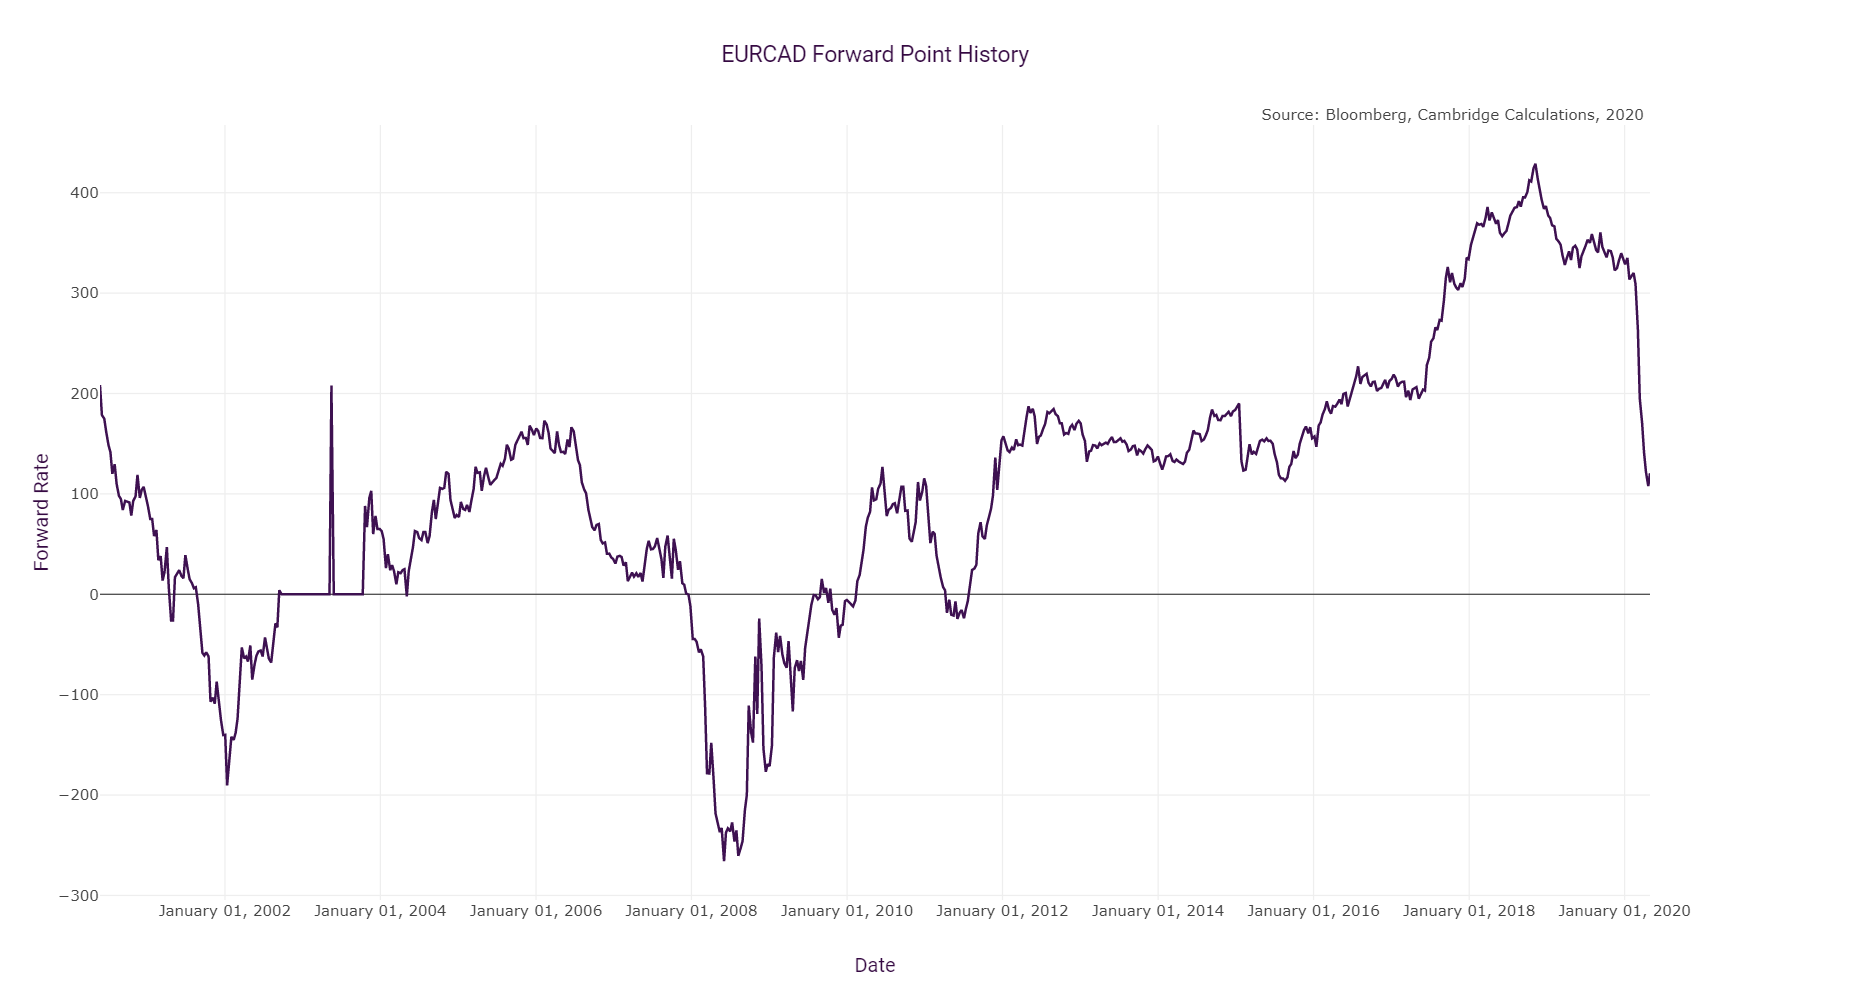 EURCAD Forward Point History
Source: Bloomberg, Cambridge Calculations, 2020
400
300
200
100
0
−100
−200
−300
Forward Rate
January 01, 2002
January 01, 2004
January 01, 2006
January 01, 2008
January 01, 2010
January 01, 2012
January 01, 2014
January 01, 2016
January 01, 2018
January 01, 2020
Date